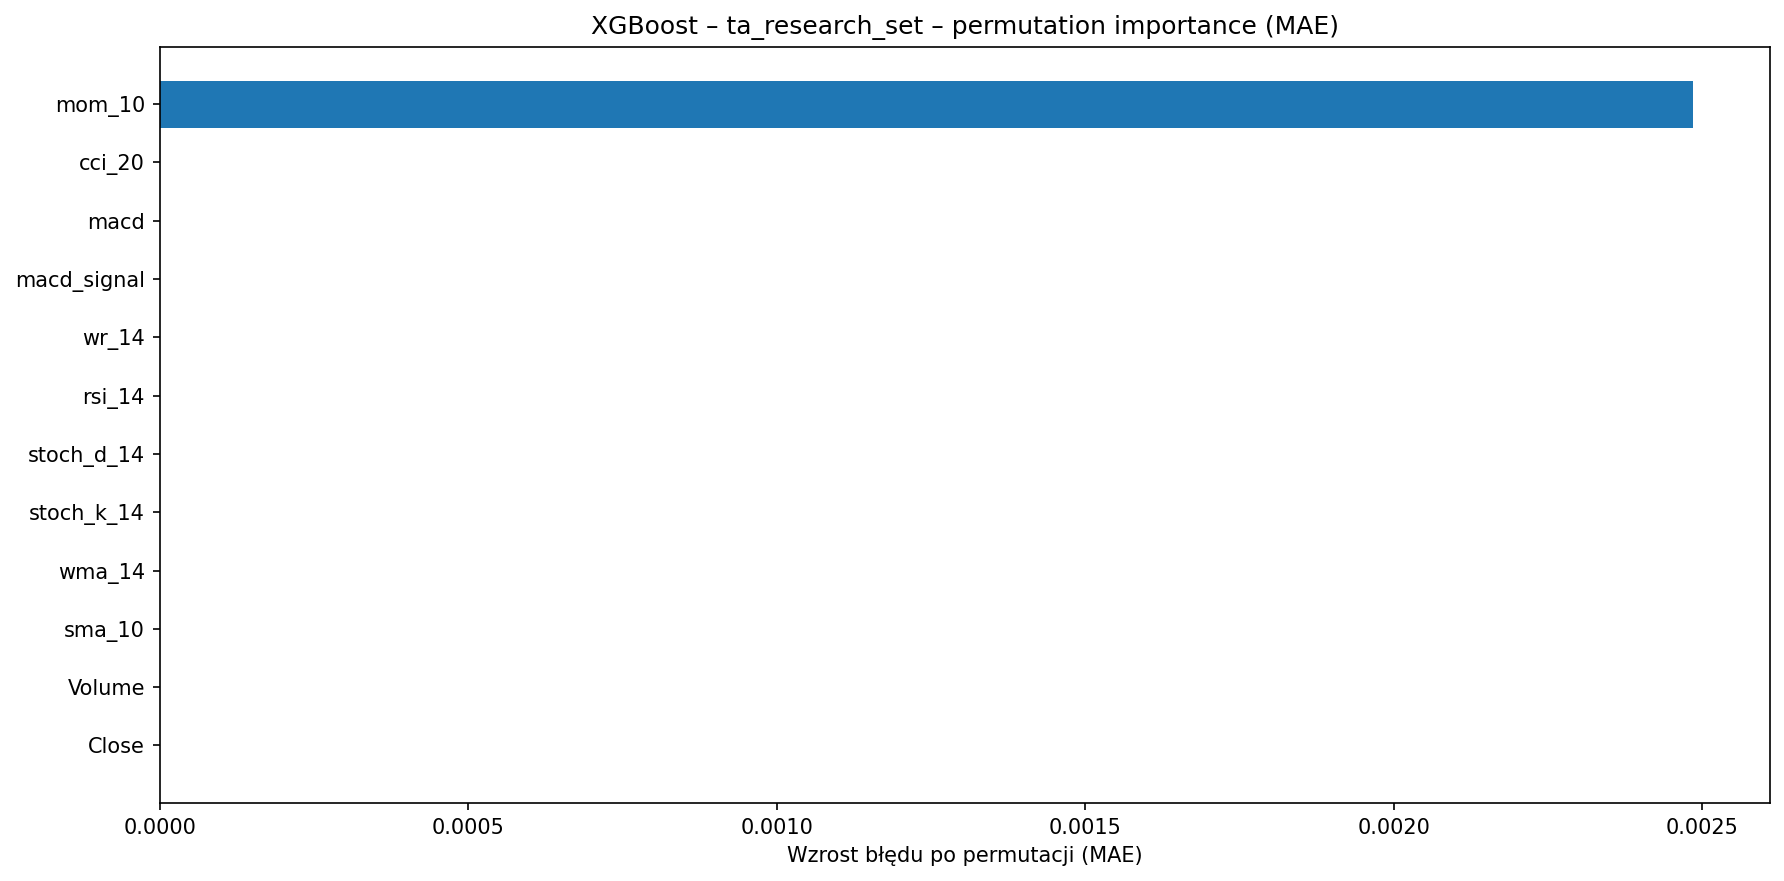 XGBoost – ta_research_set – permutation importance (MAE)
mom_10
cci_20
macd
macd_signal
wr_14
rsi_14
stoch_d_14
stoch_k_14
wma_14
sma_10
Volume
Close
0.0000 0.0005 0.0010 0.0015 0.0020 0.0025
Wzrost błędu po permutacji (MAE)